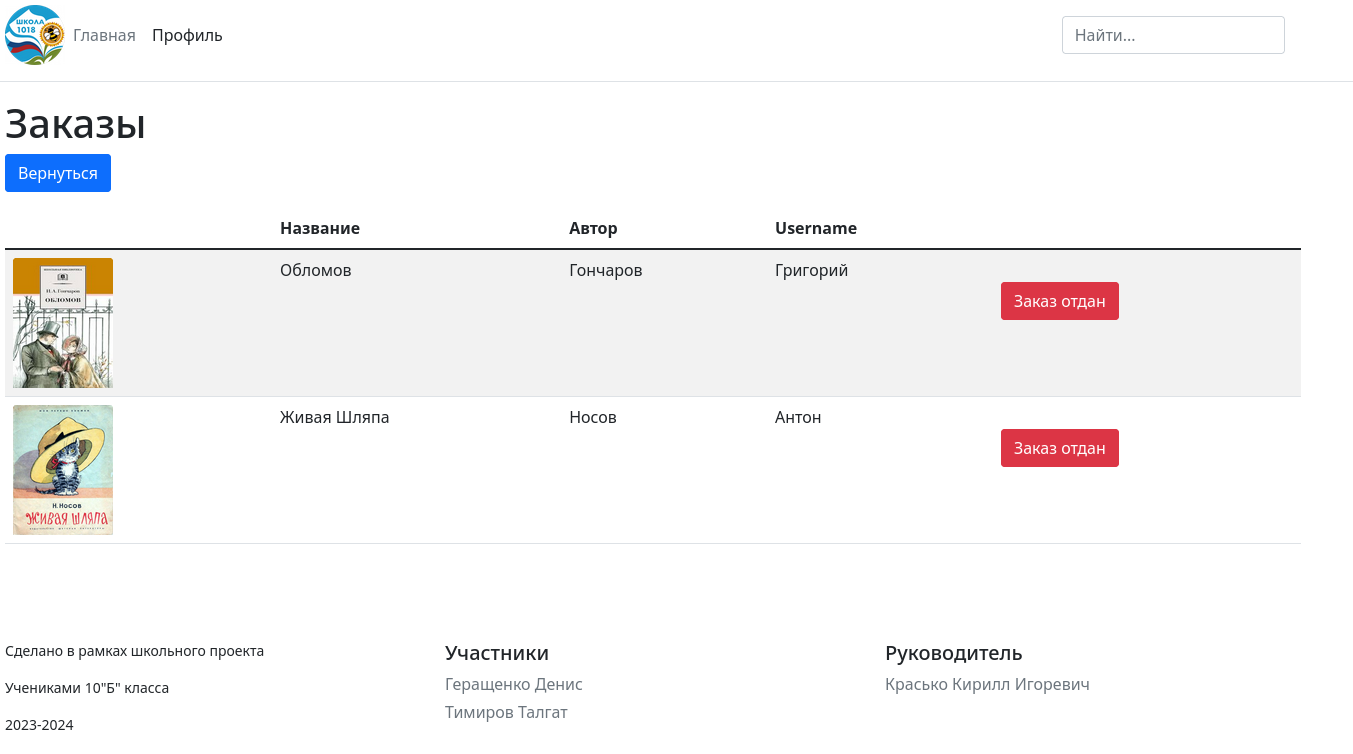 ШКОЛА
1018
Главная
Профиль
Найти...
Заказы
Вернуться
Название Автор Username
И.А.Гончаров
ОБЛОМОВ
Обломов Гончаров Григорий
Заказ отдан
Н.Носов
ЖИВАЯ ШЛЯПА
Живая Шляпа Носов Антон
Заказ отдан
Сделано в рамках школьного проекта
Учениками 10"Б" класса
2023-2024
Участники
Геращенко Денис
Тимиров Талгат
Руководитель
Красько Кирилл Игоревич